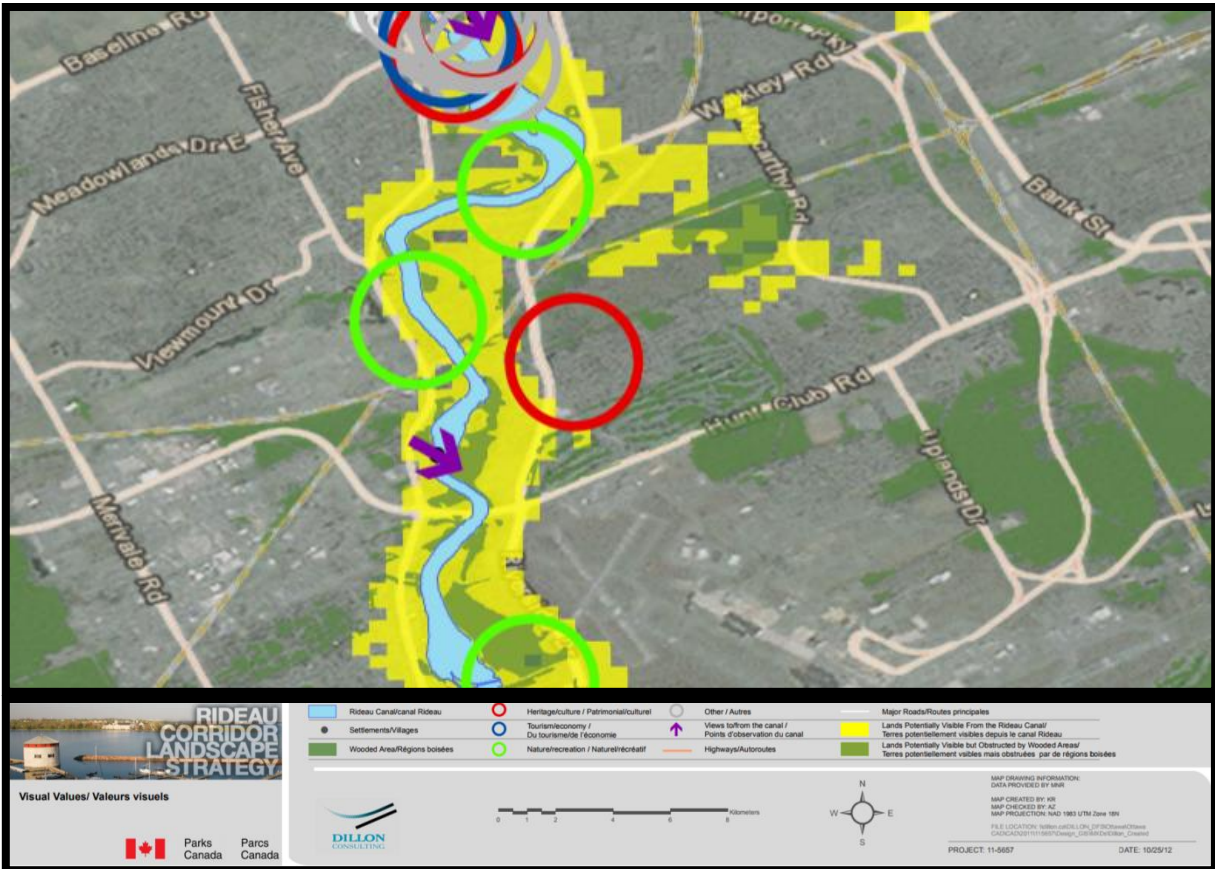 Baseline Rd
Airport Pky
Fisher Ave
Walkley Rd
Meadowlands Dr E
McCarthy Rd
Bank St
Viewmount Dr
Hunt Club Rd
Uplands Dr
Merivale Rd
RIDEAU
CORRIDOR
LANDSCAPE
STRATEGY
Visual Values/ Valeurs visuels
Parks
Canada
Parcs
Canada
Rideau Canal/canal Rideau
Settlements/Villages
Wooded Area/Régions boisées
Heritage/culture / Patrimonial/culturel
Tourism/economy /
Du tourisme/de l'économie
Nature/recreation / Naturel/récréatif
Other / Autres
Views to/from the canal /
Points d'observation du canal
Highways/Autoroutes
Major Roads/Routes principales
Lands Potentially Visible From the Rideau Canal/
Terres potentiellement visibles depuis le canal Rideau
Lands Potentially Visible but Obstructed by Wooded Areas/
Terres potentiellement vsibles mais obstruées par de régions boisées
DILLON
CONSULTING
0 1 2 4 6 8 Kilometers
N
W E
S
MAP DRAWING INFORMATION:
DATA PROVIDED BY MNR
MAP CREATED BY: KR
MAP CHECKED BY: AZ
MAP PROJECTION: NAD 1983 UTM Zone 18N
FILE LOCATION:
PROJECT: 11-5657
DATE: 10/25/12